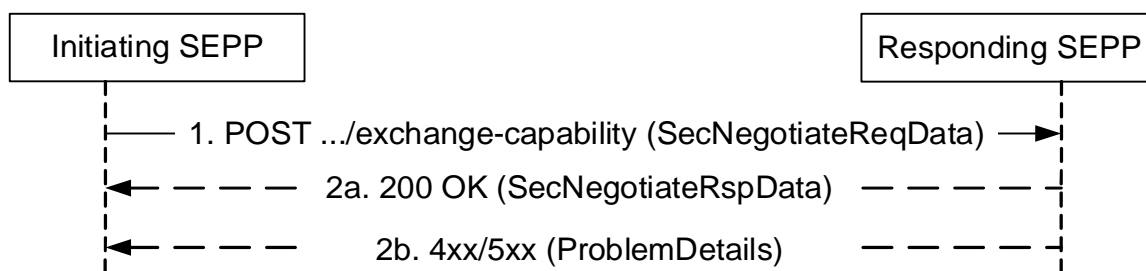 Initiating SEPP
Responding SEPP
1. POST .../exchange-capability (SecNegotiateReqData)
2a. 200 OK (SecNegotiateRspData)
2b. 4xx/5xx (ProblemDetails)